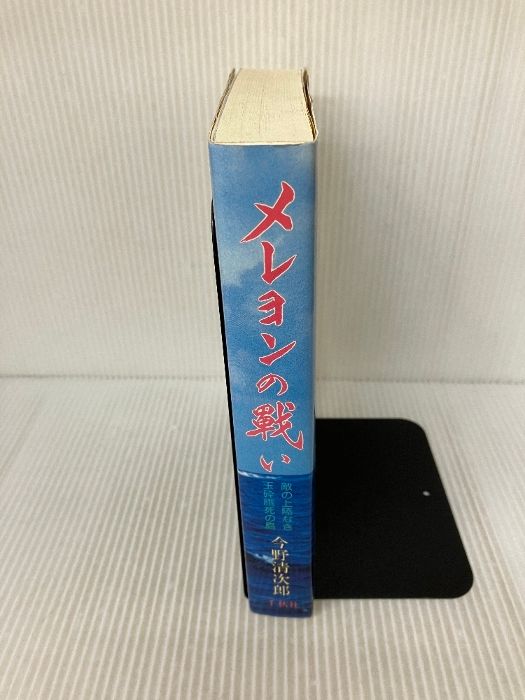 メレヨンの戰い
敵の上陸なき
玉砕餓死の島
今野清次郎